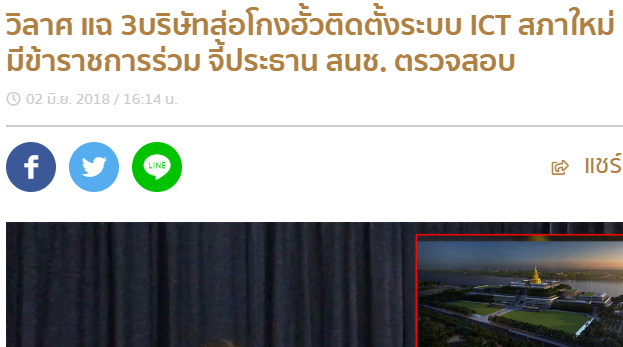 วิลาศ แฉ 3บริษัทส่อโกงฮั้วติดตั้งระบบ ICT สภาใหม่
มีข้าราชการร่วม จี้ประธาน สนช. ตรวจสอบ
02 มิ.ย. 2018 / 16:14 น.
LINE
แชร์